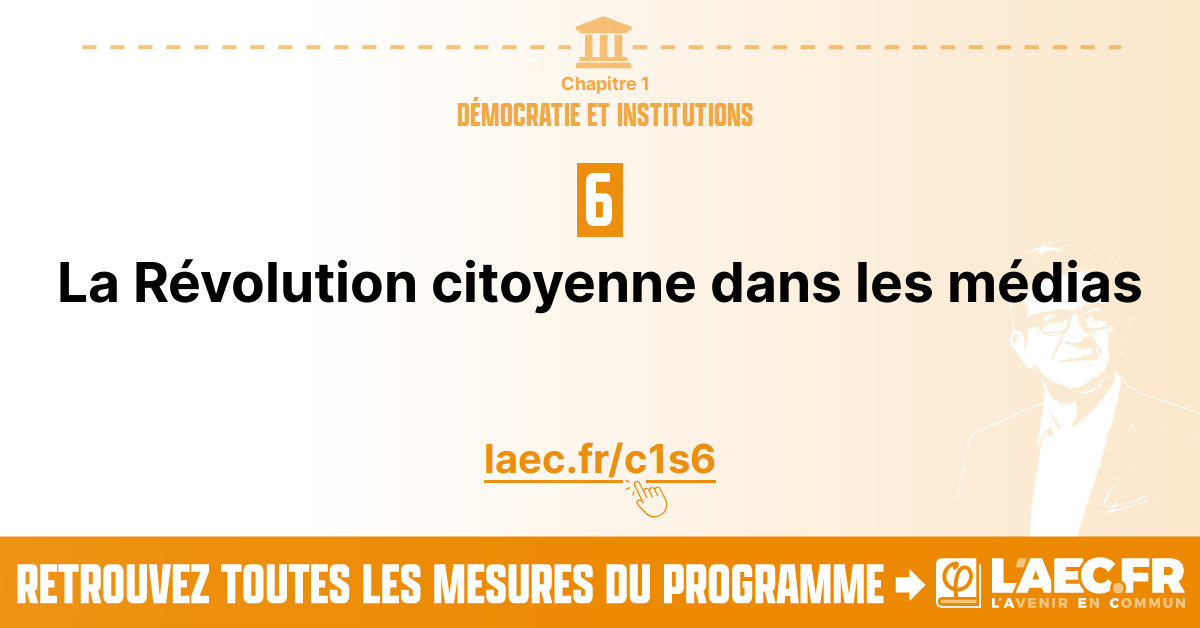 Chapitre 1
DÉMOCRATIE ET INSTITUTIONS
6
La Révolution citoyenne dans les médias
laec.fr/c1s6
RETROUVEZ TOUTES LES MESURES DU PROGRAMME
φ L'AEC.FR
L'AVENIR EN COMMUN